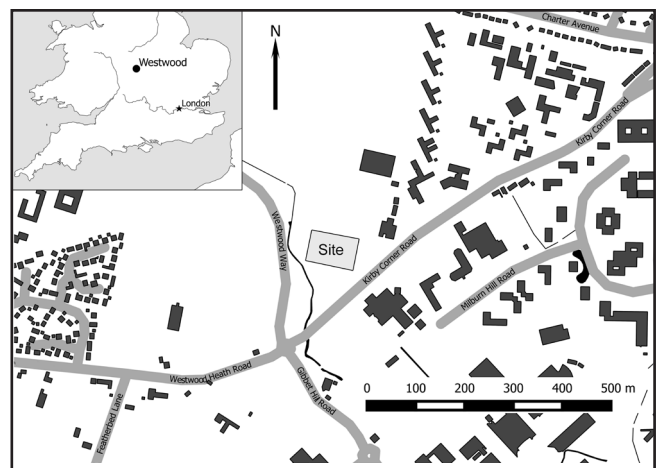 Westwood
London
N
Charter Avenue
Kirby Corner Road
Westwood Way
Site
Kirby Corner Road
Milburn Hill Road
Westwood Heath Road
Gibbet Hill Road
Featherbed Lane
0 100 200 300 400 500 m